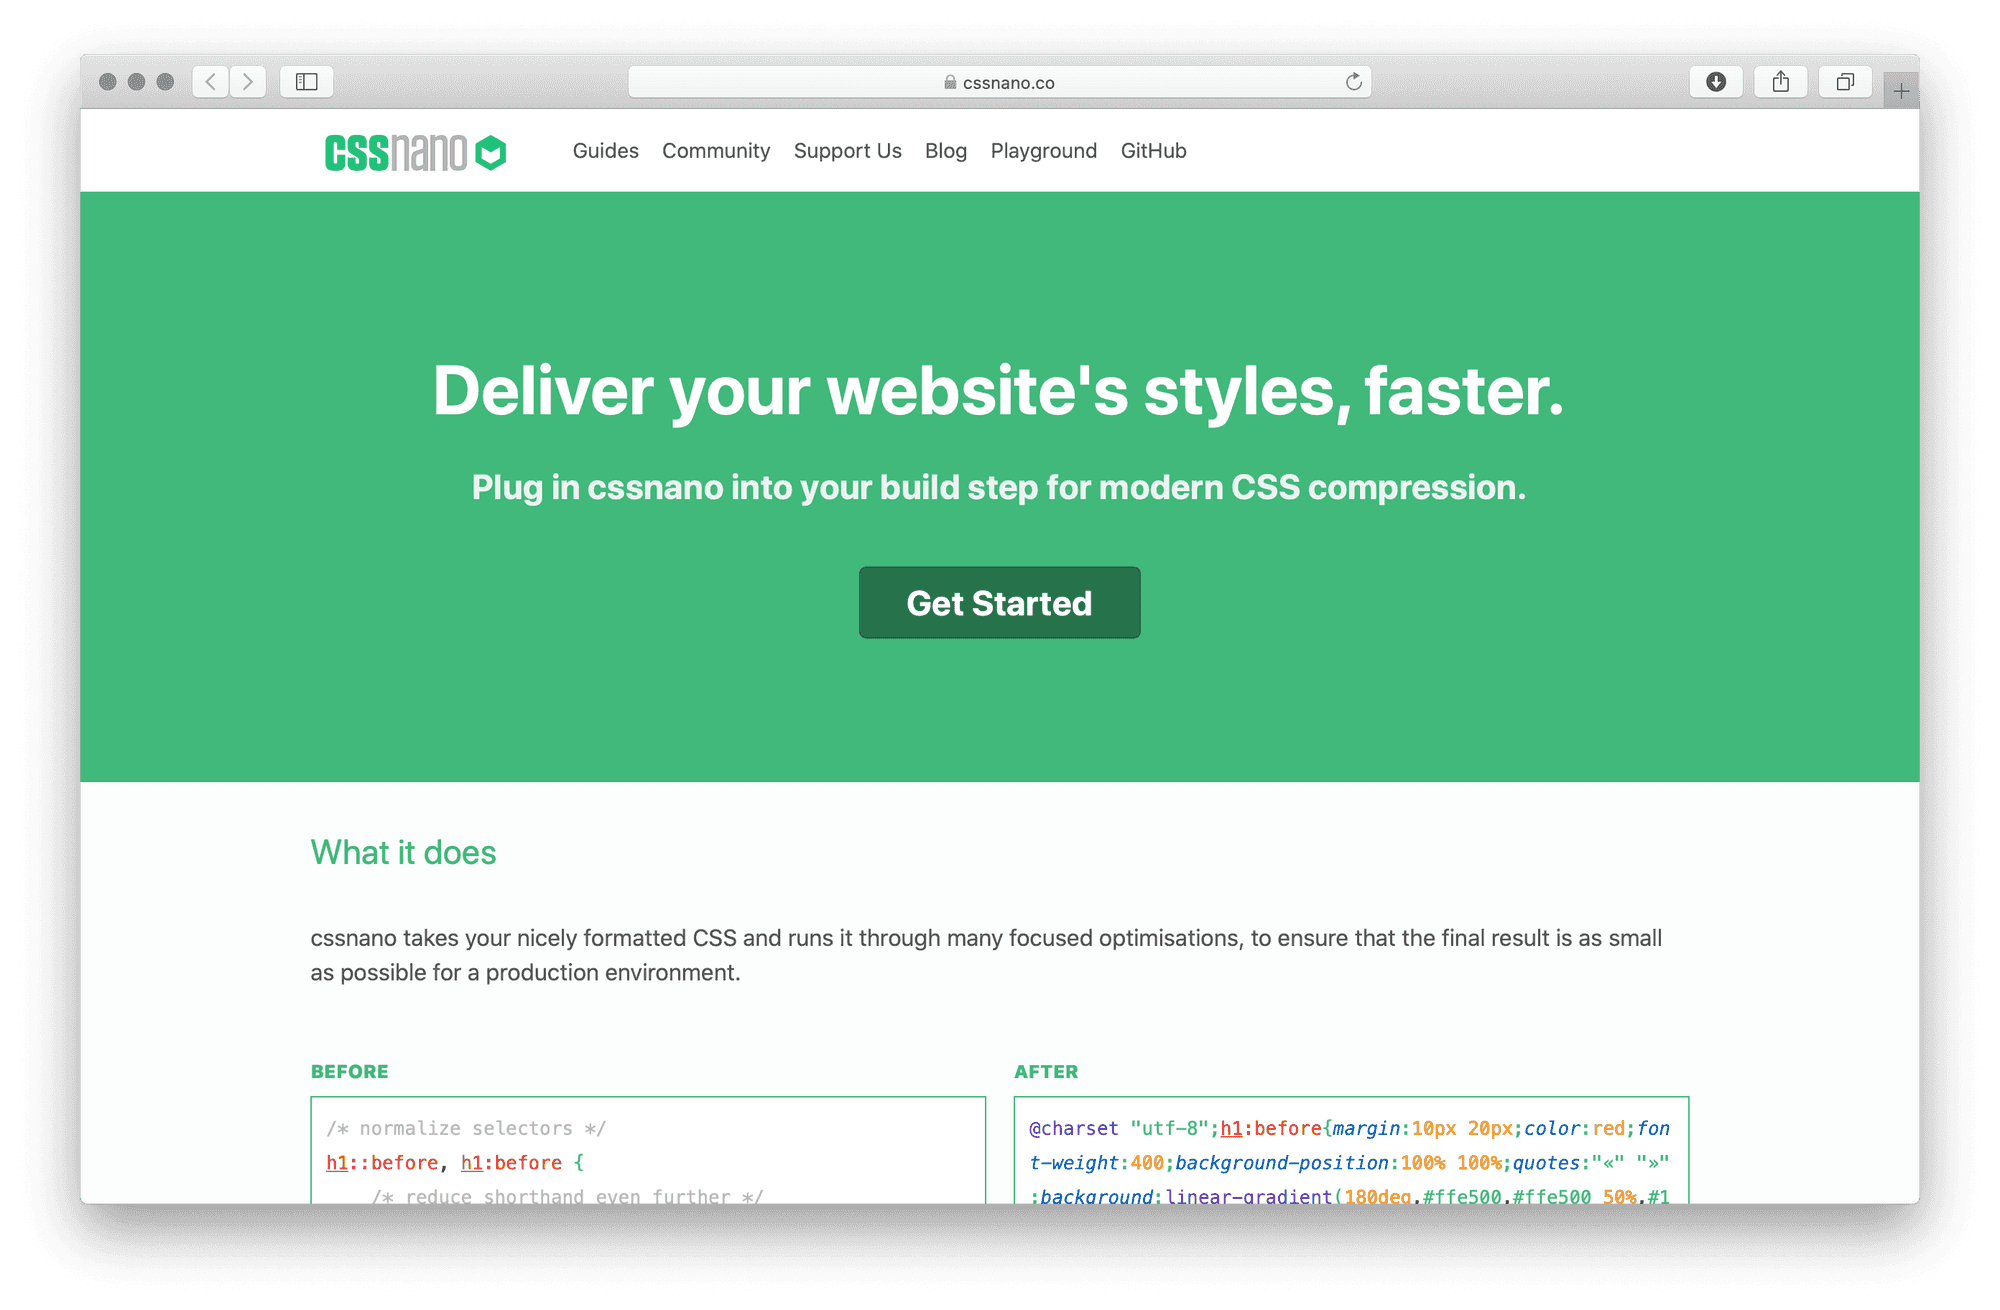 cssnano.co
cssnano
Guides Community Support Us Blog Playground GitHub
Deliver your website's styles, faster.
Plug in cssnano into your build step for modern CSS compression.
Get Started
What it does
cssnano takes your nicely formatted CSS and runs it through many focused optimisations, to ensure that the final result is as small
as possible for a production environment.
BEFORE
/* normalize selectors */
h1::before, h1:before {
/* reduce shorthand even further */
AFTER
@charset "utf-8";h1:before{margin:10px 20px;color:red;fon
t-weight:400;background-position:100% 100%;quotes:"«" "»"
;background:linear-gradient(180deg,#ffe500,#ffe500 50%,#1